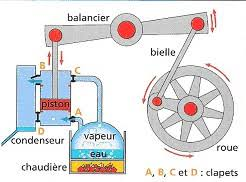 balancier
B
C
bielle
piston
A
D
condenseur
vapeur
eau
chaudière
roue
A, B, C et D : clapets